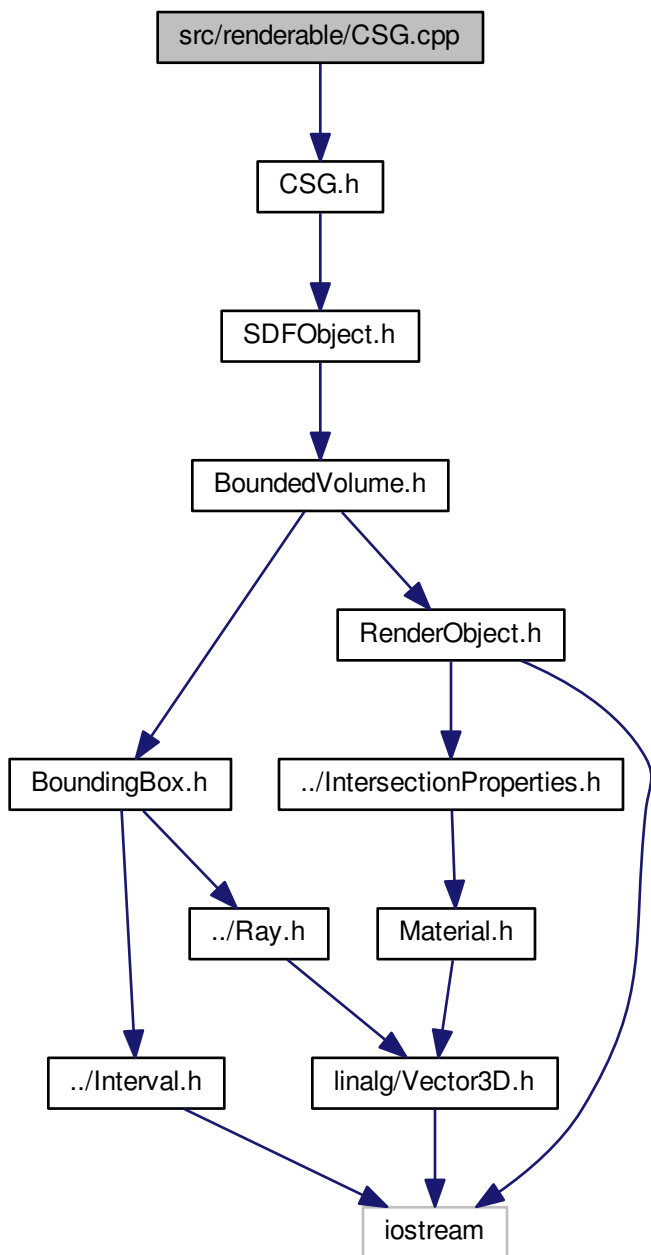 src/renderable/CSG.cpp
CSG.h
SDFObject.h
BoundedVolume.h
RenderObject.h
BoundingBox.h
../IntersectionProperties.h
../Ray.h
Material.h
../Interval.h
linalg/Vector3D.h
iostream